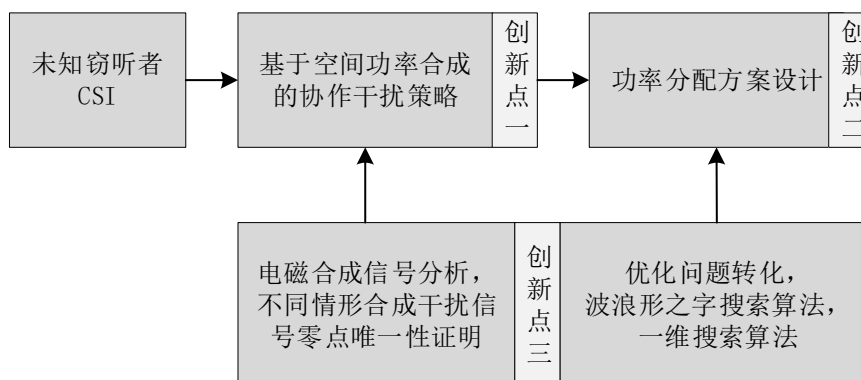 未知窃听者
CSI
基于空间功率合成
的协作干扰策略
创新点一
功率分配方案设计
创新点二
电磁合成信号分析，
不同情形合成干扰信
号零点唯一性证明
创新点三
优化问题转化，
波浪形之字搜索算法，
一维搜索算法